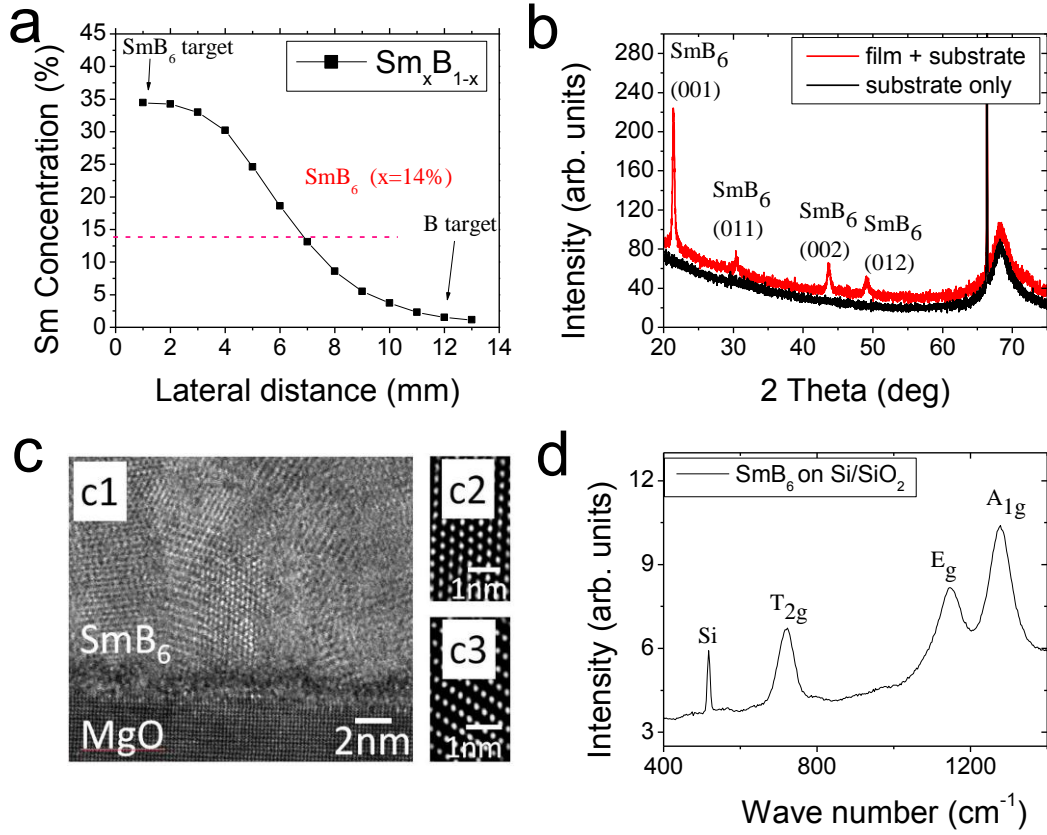 a
45
40
35
30
25
20
15
10
5
0
Sm Concentration (%)
SmB₆ target
SmₓB₁₋ₓ
SmB₆ (x=14%)
B target
0 2 4 6 8 10 12 14
Lateral distance (mm)
b
280
240
200
160
120
80
40
0
Intensity (arb. units)
SmB₆
(001)
film + substrate
substrate only
SmB₆
(011)
SmB₆
(002)
SmB₆
(012)
20 30 40 50 60 70
2 Theta (deg)
c
c1
SmB₆
MgO
2nm
c2
1nm
c3
1nm
d
12
9
6
3
Intensity (arb. units)
SmB₆ on Si/SiO₂
Si
T₂g
Eg
A₁g
400 800 1200
Wave number (cm⁻¹)